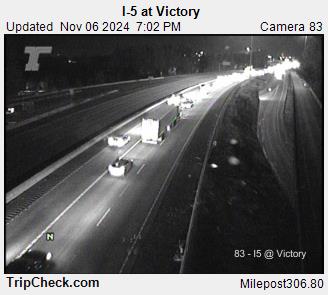 I-5 at Victory
Updated Nov 06 2024 7:02 PM Camera 83
T
N
83 - I5 @ Victory
TripCheck.com Milepost306.80